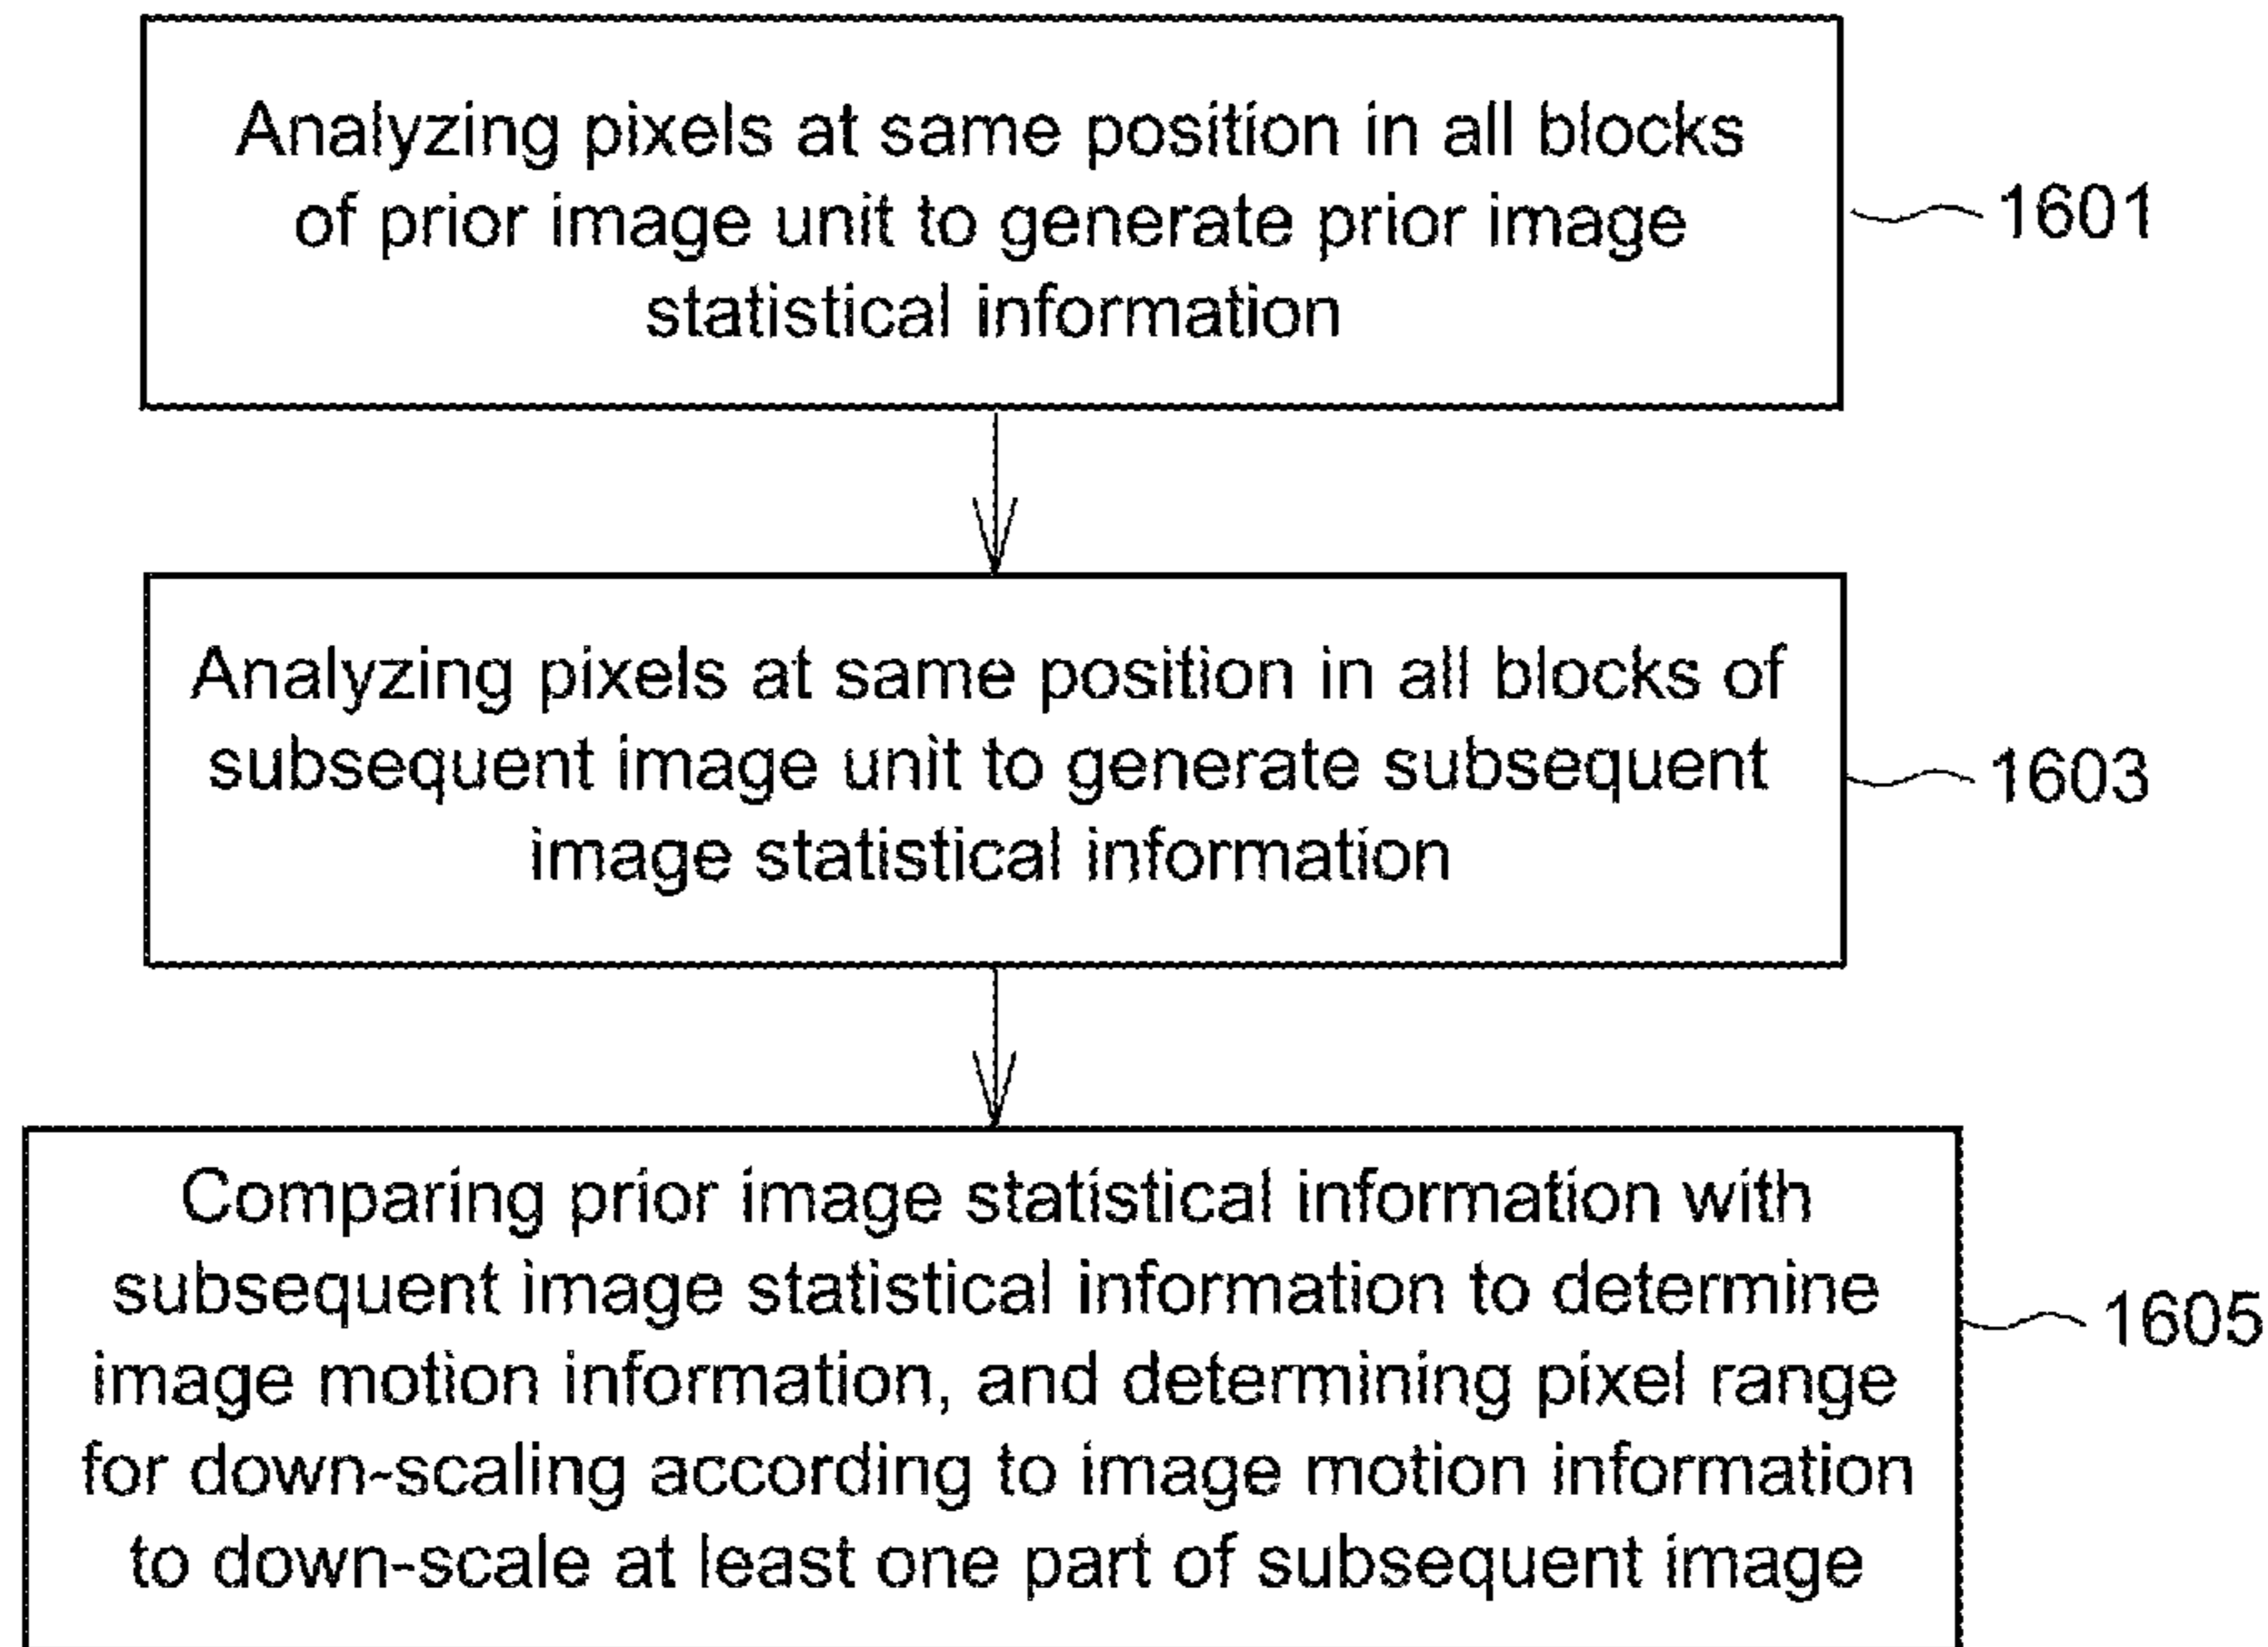 Analyzing pixels at same position in all blocks
of prior image unit to generate prior image
statistical information
1601
Analyzing pixels at same position in all blocks of
subsequent image unit to generate subsequent
image statistical information
1603
Comparing prior image statistical information with
subsequent image statistical information to determine
image motion information, and determining pixel range
for down-scaling according to image motion information
to down-scale at least one part of subsequent image
1605